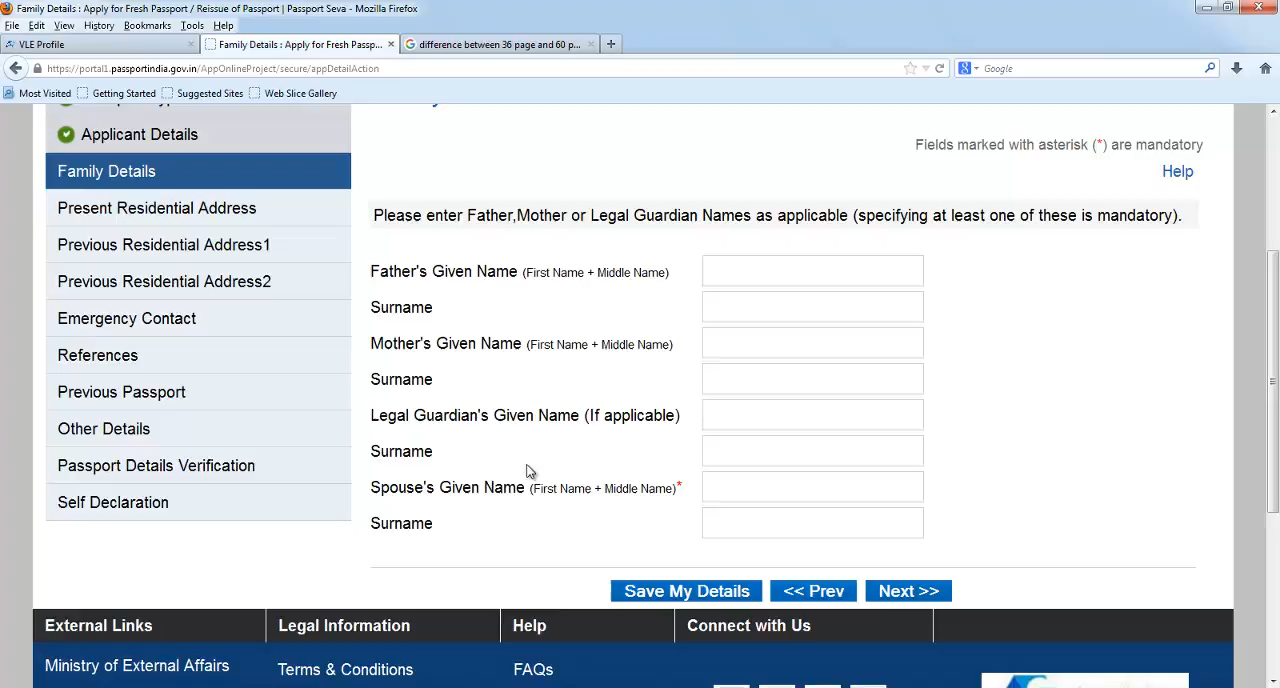 Family Details : Apply for Fresh Passport / Reissue of Passport | Passport Seva - Mozilla Firefox
File Edit View History Bookmarks Tools Help
VLE Profile
Family Details : Apply for Fresh Passp...
difference between 36 page and 60 p...
https://portal1.passportindia.gov.in/AppOnlineProject/secure/appDetailAction
Google
Most Visited Getting Started Suggested Sites Web Slice Gallery
Applicant Details
Family Details
Present Residential Address
Previous Residential Address1
Previous Residential Address2
Emergency Contact
References
Previous Passport
Other Details
Passport Details Verification
Self Declaration
Fields marked with asterisk (*) are mandatory
Help
Please enter Father,Mother or Legal Guardian Names as applicable (specifying at least one of these is mandatory).
Father's Given Name (First Name + Middle Name)
Surname
Mother's Given Name (First Name + Middle Name)
Surname
Legal Guardian's Given Name (If applicable)
Surname
Spouse's Given Name (First Name + Middle Name)*
Surname
Save My Details << Prev Next >>
External Links Legal Information Help Connect with Us
Ministry of External Affairs Terms & Conditions FAQs